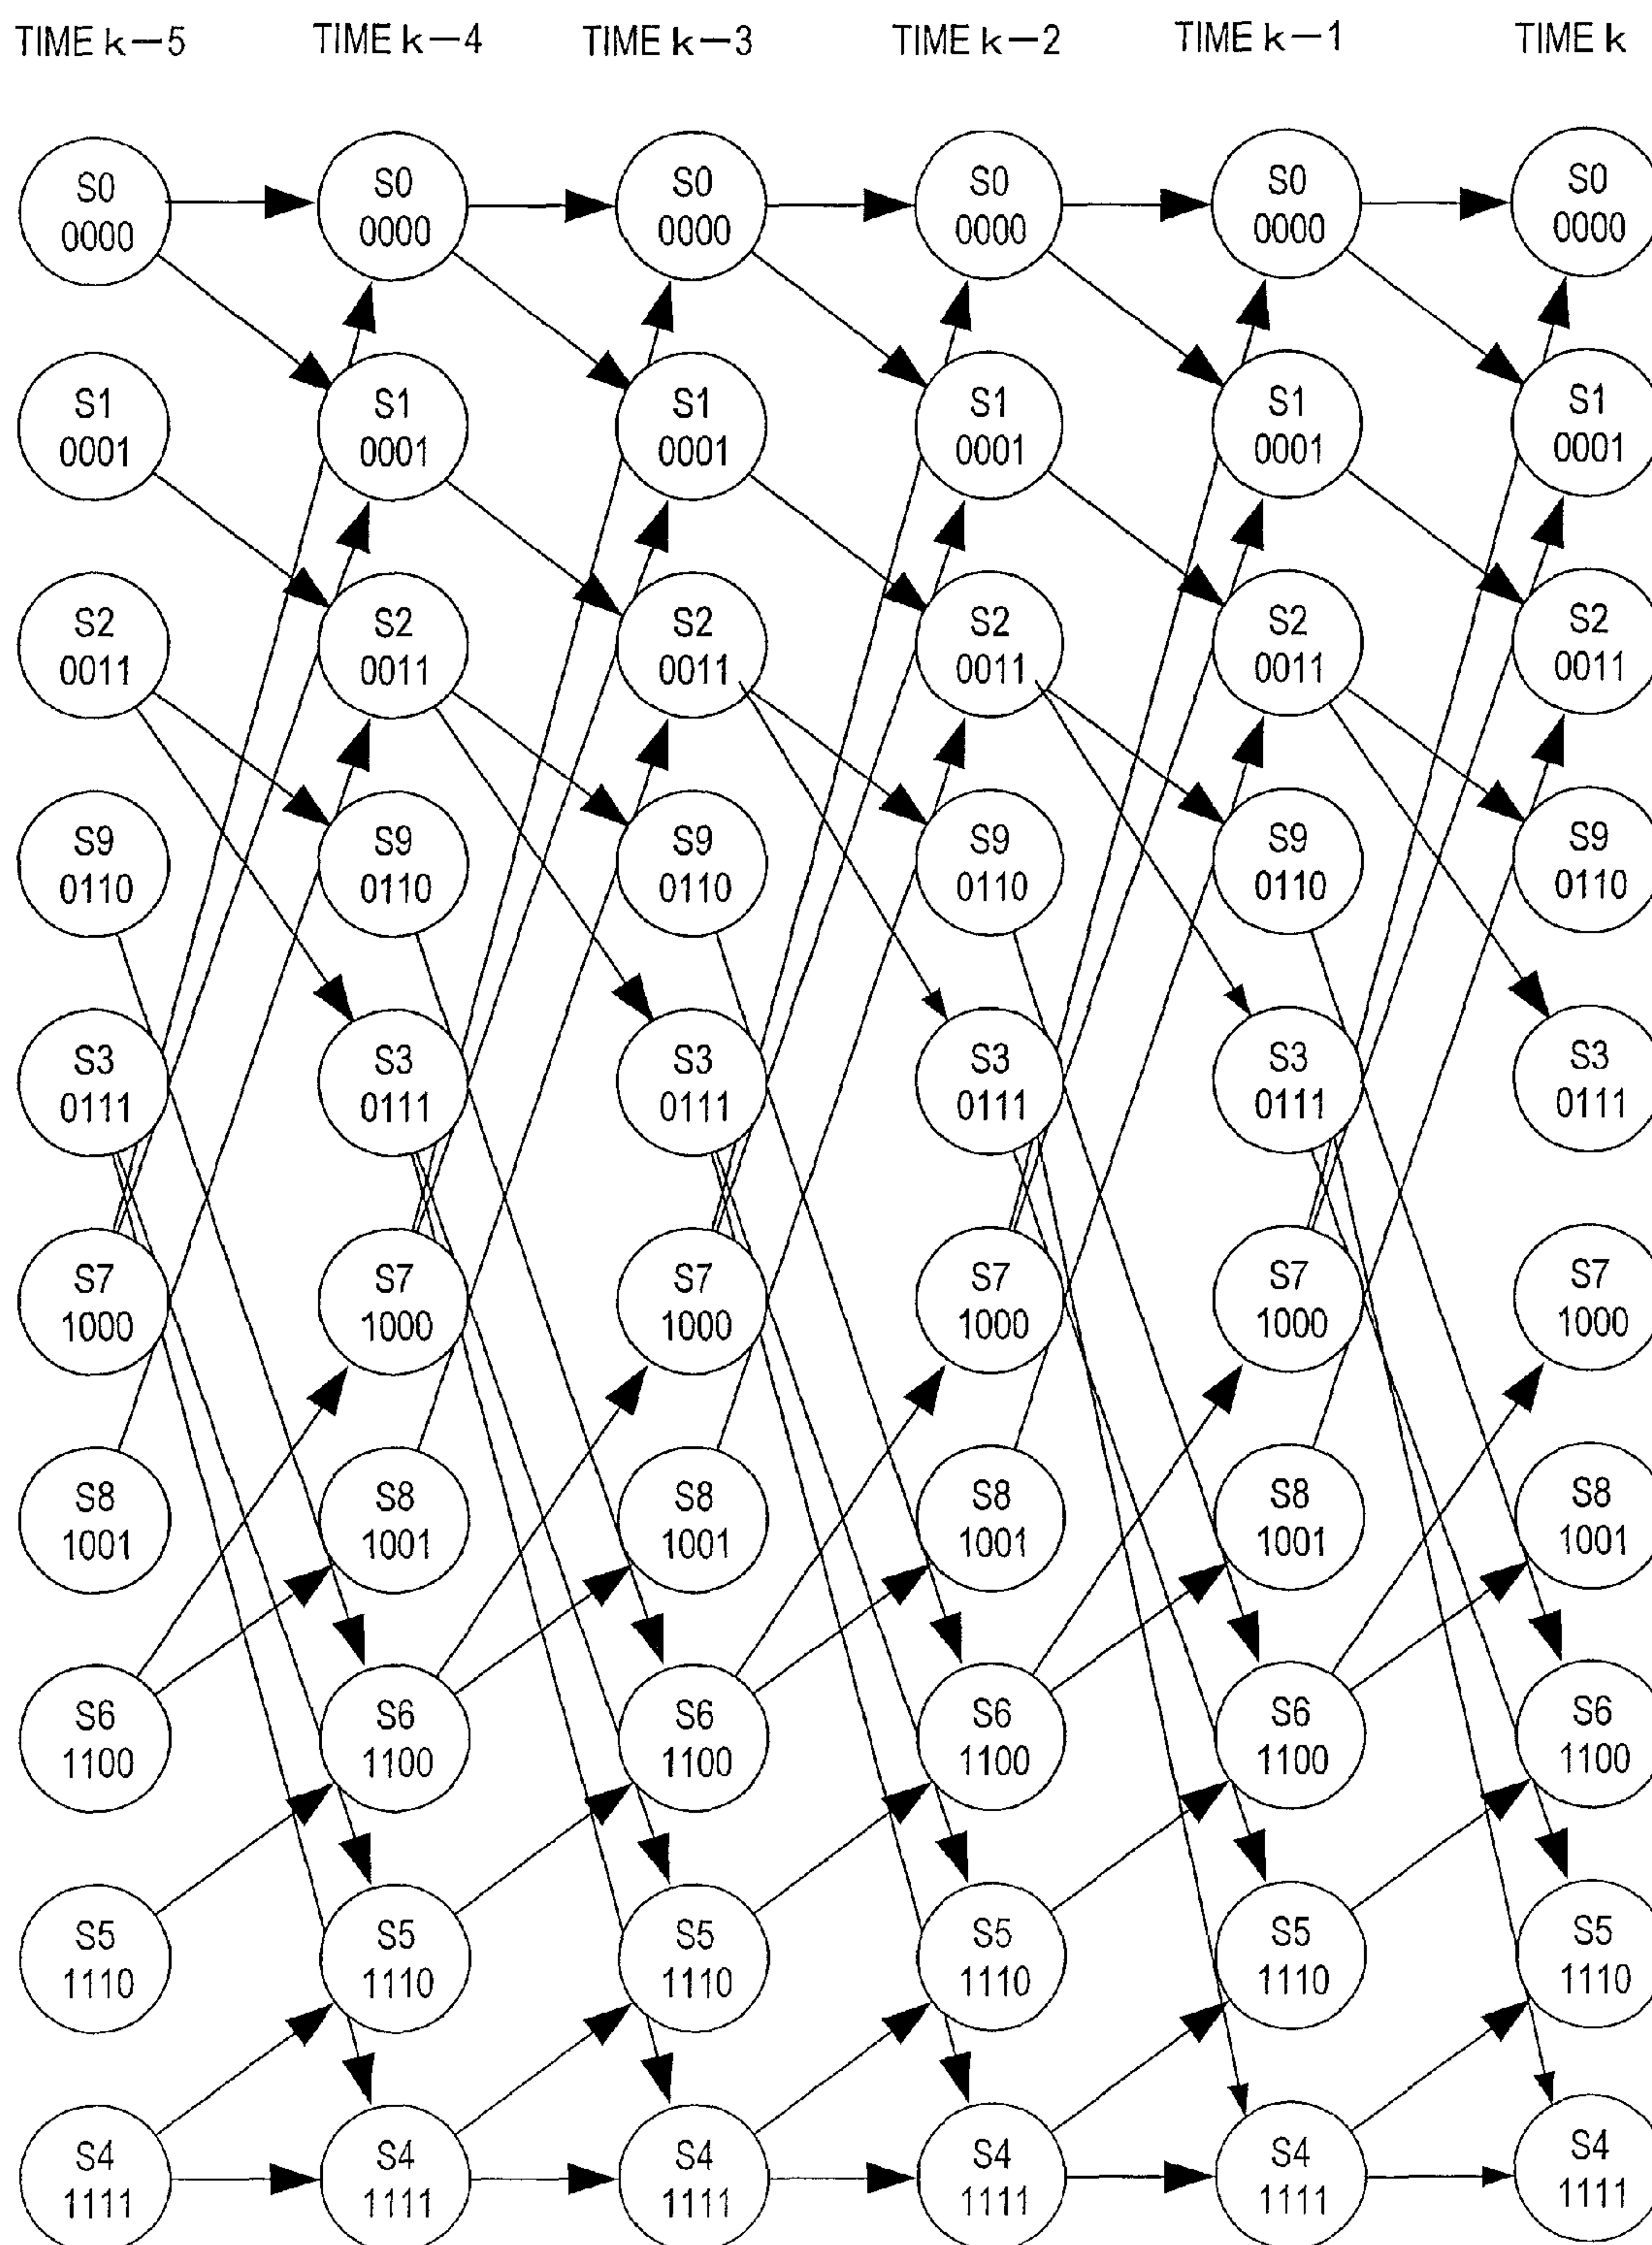 TIME k-5 TIME k-4 TIME k-3 TIME k-2 TIME k-1 TIME k
S0 S0 S0 S0 S0 S0
0000 0000 0000 0000 0000 0000
S1 S1 S1 S1 S1 S1
0001 0001 0001 0001 0001 0001
S2 S2 S2 S2 S2 S2
0011 0011 0011 0011 0011 0011
S9 S9 S9 S9 S9 S9
0110 0110 0110 0110 0110 0110
S3 S3 S3 S3 S3 S3
0111 0111 0111 0111 0111 0111
S7 S7 S7 S7 S7 S7
1000 1000 1000 1000 1000 1000
S8 S8 S8 S8 S8 S8
1001 1001 1001 1001 1001 1001
S6 S6 S6 S6 S6 S6
1100 1100 1100 1100 1100 1100
S5 S5 S5 S5 S5 S5
1110 1110 1110 1110 1110 1110
S4 S4 S4 S4 S4 S4
1111 1111 1111 1111 1111 1111